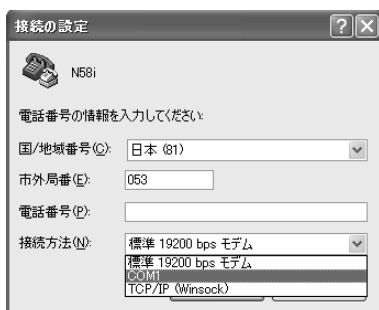 接続の設定
N58i
電話番号の情報を入力してください:
国/地域番号(C): 日本 (81)
市外局番(E): 053
電話番号(P):
接続方法(N): 標準 19200 bps モデム
標準 19200 bps モデム
COM1
TCP/IP (Winsock)